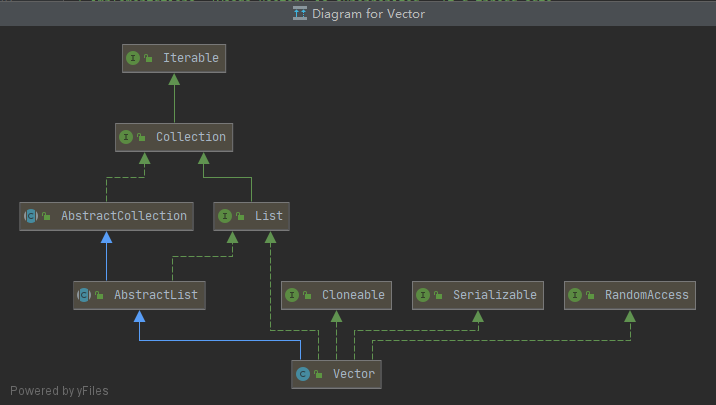 Diagram for Vector
I Iterable
I Collection
C AbstractCollection
I List
C AbstractList
I Cloneable
I Serializable
I RandomAccess
C Vector
Powered by yFiles